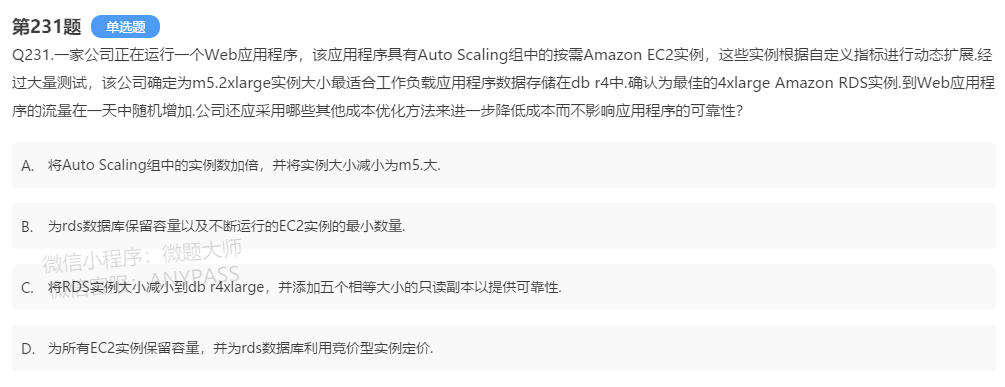 第231题 单选题
Q231.一家公司正在运行一个Web应用程序，该应用程序具有Auto Scaling组中的按需Amazon EC2实例，这些实例根据自定义指标进行动态扩展.经
过大量测试，该公司确定为m5.2xlarge实例大小最适合工作负载应用程序数据存储在db r4中.确认为最佳的4xlarge Amazon RDS实例.到Web应用程
序的流量在一天中随机增加.公司还应采用哪些其他成本优化方法来进一步降低成本而不影响应用程序的可靠性?
A. 将Auto Scaling组中的实例数加倍，并将实例大小减小为m5.大.
B. 为rds数据库保留容量以及不断运行的EC2实例的最小数量.
微信小程序：微题大师
微信客服：ANYPASS
C. 将RDS实例大小减小到db r4xlarge，并添加五个相等大小的只读副本以提供可靠性.
D. 为所有EC2实例保留容量，并为rds数据库利用竞价型实例定价.